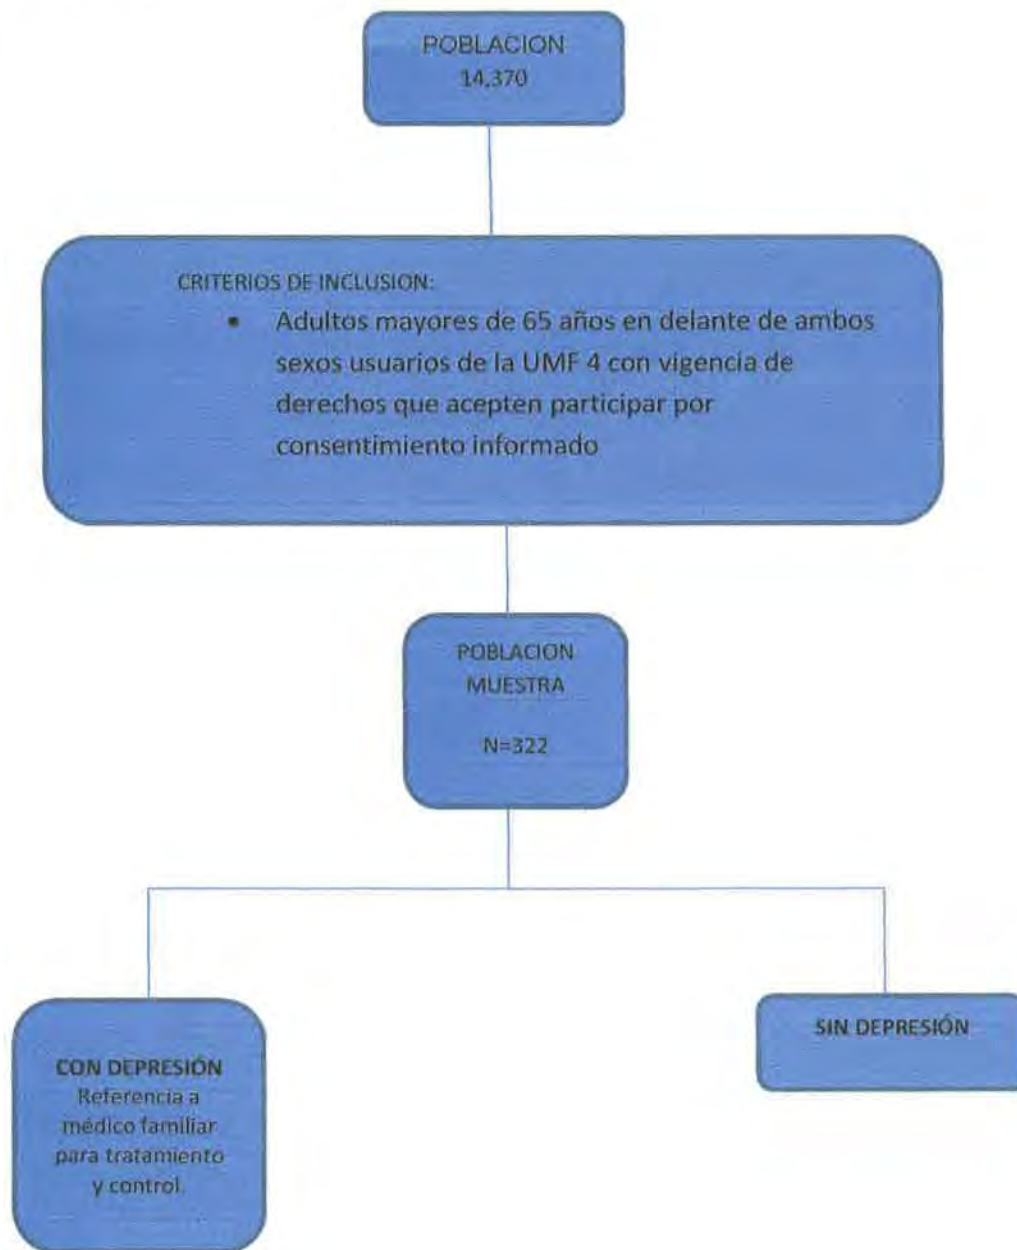 POBLACION
14,370
CRITERIOS DE INCLUSION:
• Adultos mayores de 65 años en delante de ambos
sexos usuarios de la UMF 4 con vigencia de
derechos que acepten participar por
consentimiento informado
POBLACION
MUESTRA
N=322
CON DEPRESIÓN
Referencia a
médico familiar
para tratamiento
y control.
SIN DEPRESIÓN